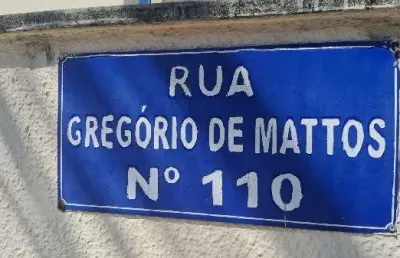 RUA
GREGÓRIO DE MATTOS
Nº 110